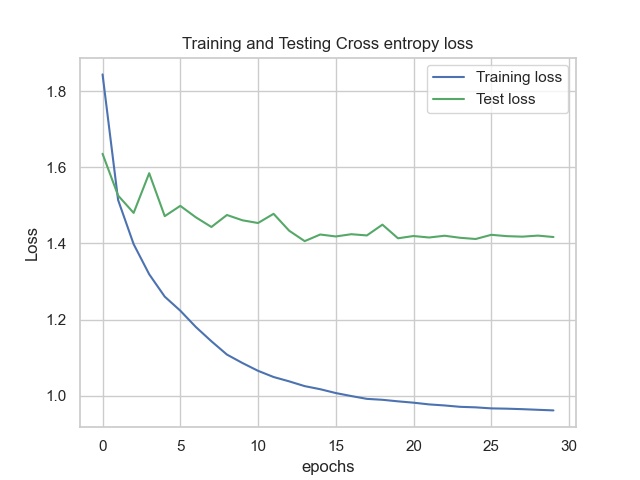 Training and Testing Cross entropy loss
Training loss
Test loss
Loss
1.8
1.6
1.4
1.2
1.0
0 5 10 15 20 25 30
epochs